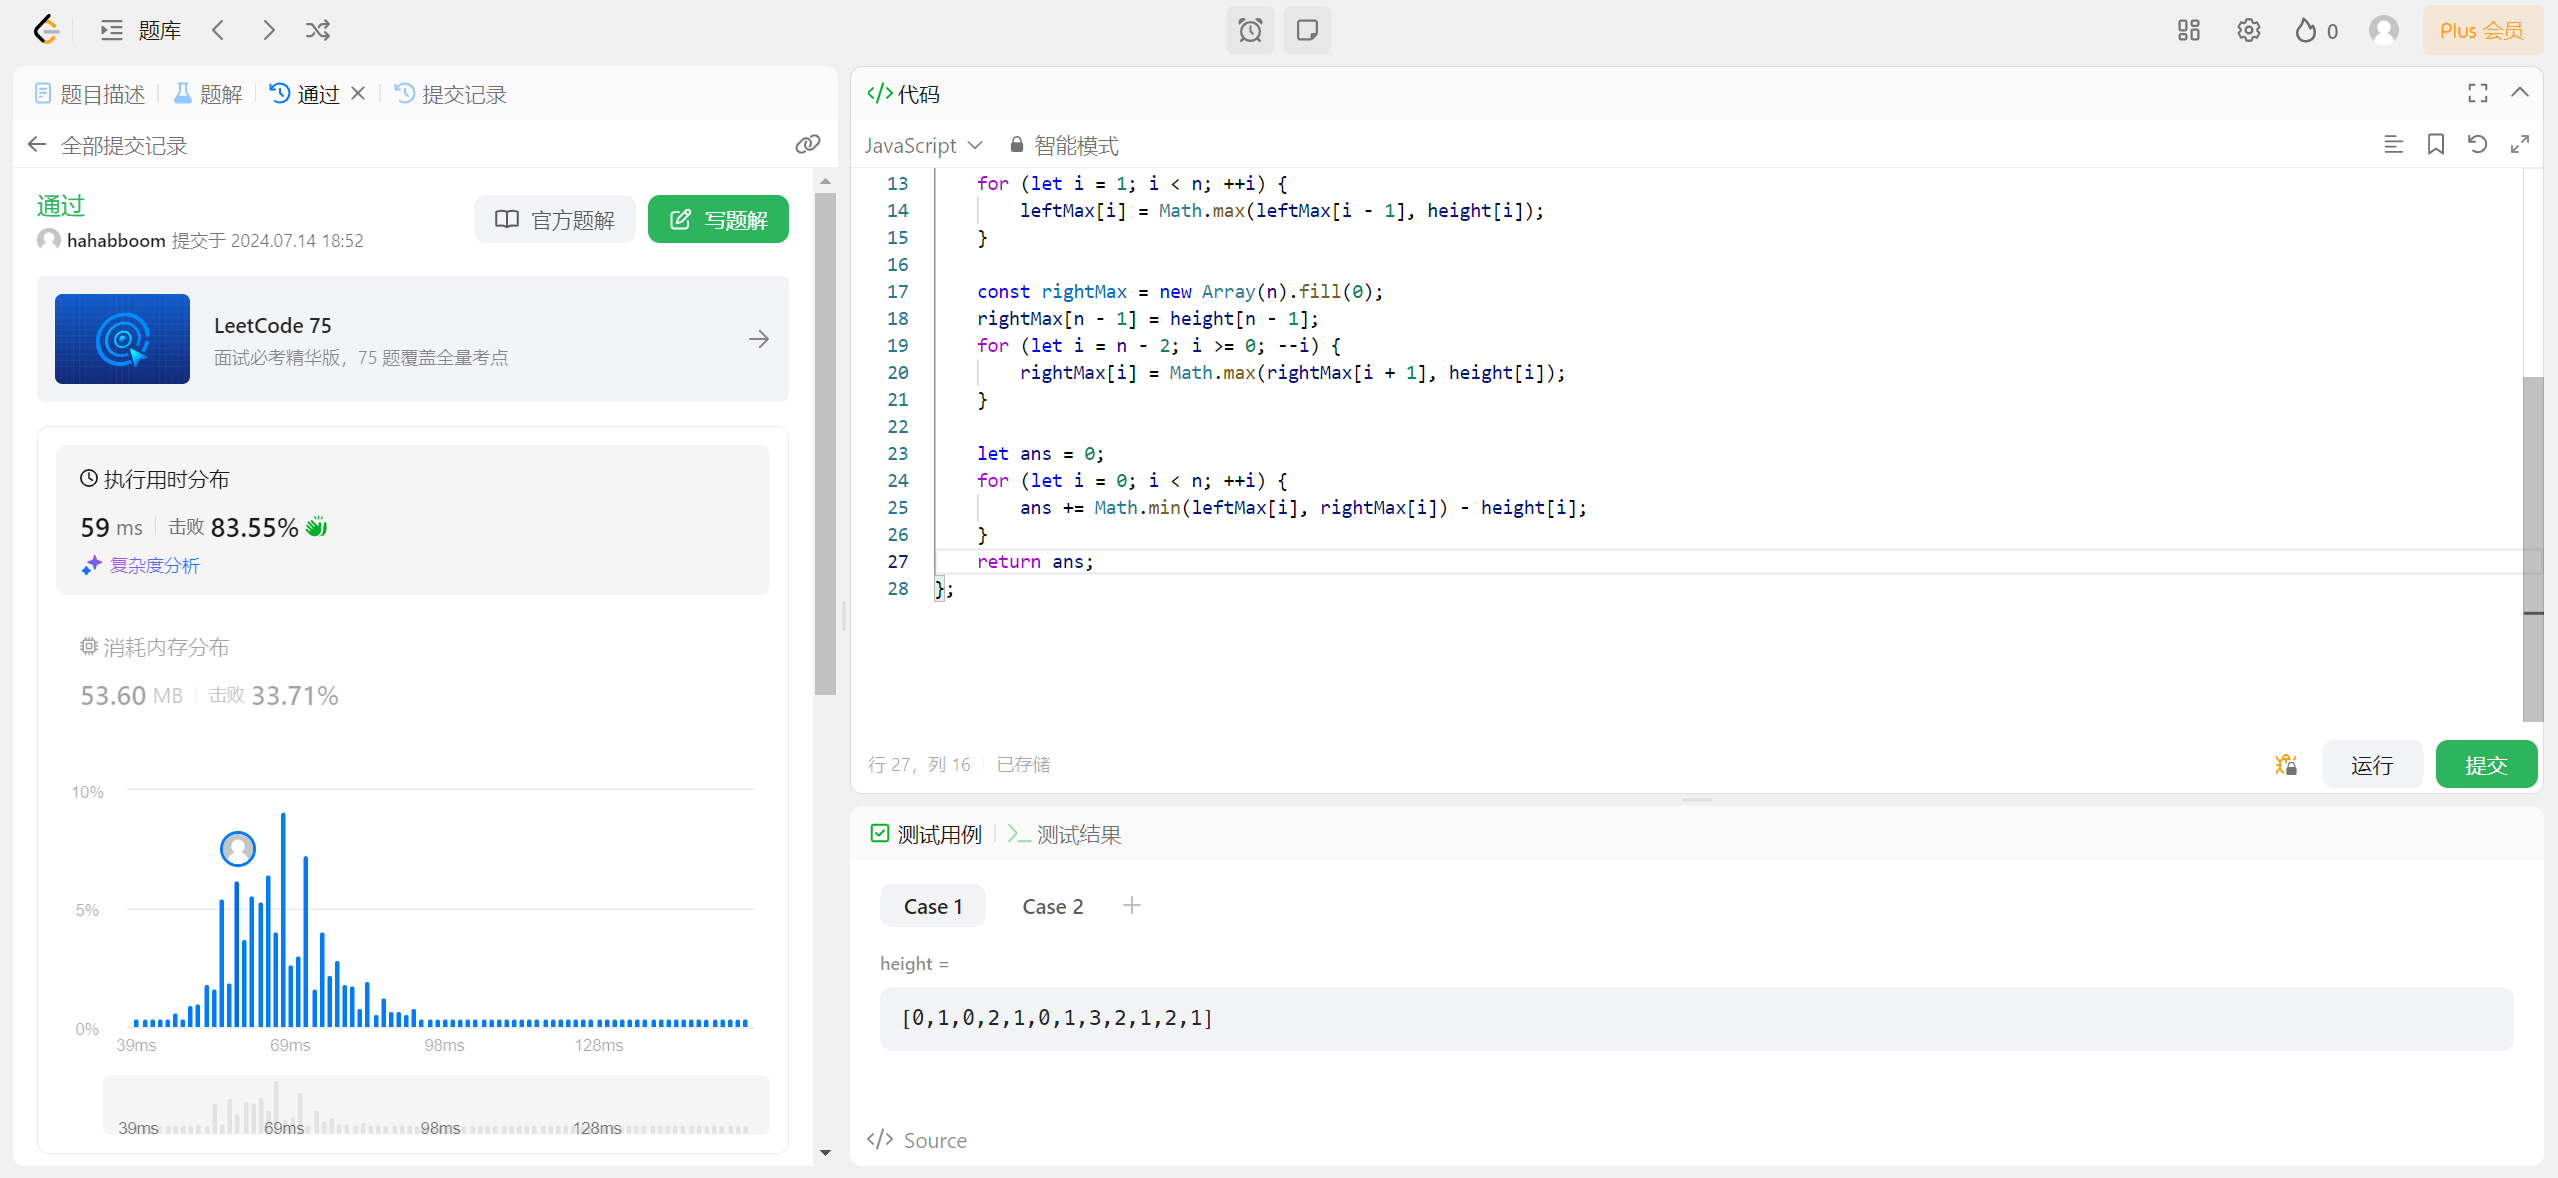 题库
0
Plus 会员
题目描述
题解
通过
提交记录
全部提交记录
通过
hahabboom 提交于 2024.07.14 18:52
官方题解
写题解
LeetCode 75
面试必考精华版，75 题覆盖全量考点
执行用时分布
59 ms 击败 83.55%
复杂度分析
消耗内存分布
53.60 MB 击败 33.71%
10%
5%
0%
39ms 69ms 98ms 128ms
39ms 69ms 98ms 128ms
代码
JavaScript 智能模式
13 for (let i = 1; i < n; ++i) {
14 leftMax[i] = Math.max(leftMax[i - 1], height[i]);
15 }
16
17 const rightMax = new Array(n).fill(0);
18 rightMax[n - 1] = height[n - 1];
19 for (let i = n - 2; i >= 0; --i) {
20 rightMax[i] = Math.max(rightMax[i + 1], height[i]);
21 }
22
23 let ans = 0;
24 for (let i = 0; i < n; ++i) {
25 ans += Math.min(leftMax[i], rightMax[i]) - height[i];
26 }
27 return ans;
28 };
行 27，列 16 已存储
运行
提交
测试用例
测试结果
Case 1
Case 2
height =
[0,1,0,2,1,0,1,3,2,1,2,1]
Source